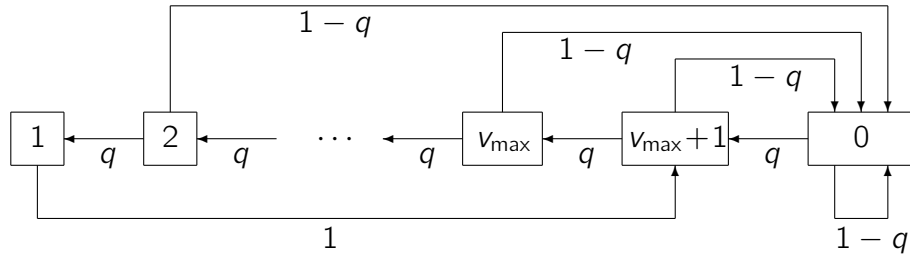 1 − q
1 − q
1 − q
1 2 ··· v_max v_max+1 0
q q q q q
1 1 − q